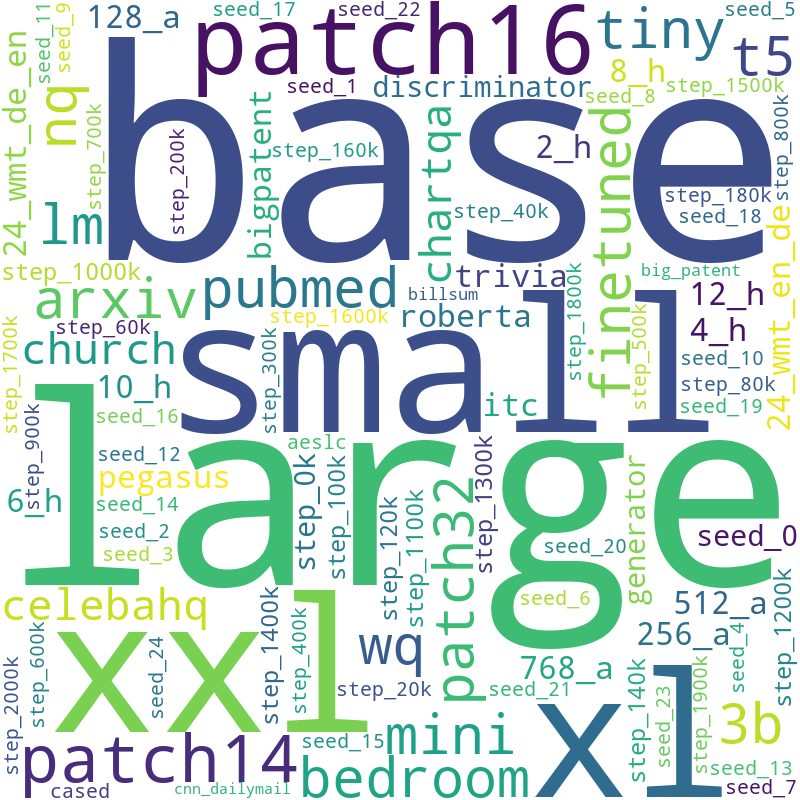 seed_11
seed_9
128_a
seed_17
seed_22
patch16
tiny
seed_5
24_wmt_de_en
nq
step_700k
base
seed_1
discriminator
8_h
t5
step_1500k
seed_8
step_200k
bigpatent
step_160k
chartqa
2_h
finetuned
step_800k
step_180k
lm
step_40k
seed_18
step_1000k
arxiv
pubmed
trivia
billsum
big_patent
24_wmt_en_de
12_h
step_60k
step_1600k
roberta
step_1800k
step_500k
4_h
step_1700k
church
step_300k
small
seed_10
10_h
itc
step_80k
seed_16
seed_19
step_900k
large
seed_12
aeslc
pegasus
step_0k
step_100k
patch32
step_1300k
generator
6_h
seed_14
seed_2
seed_3
step_120k
step_1100k
seed_20
seed_0
celebahq
xxl
seed_6
512_a
step_1200k
step_600k
seed_24
step_1400k
step_400k
wq
256_a
seed_4
step_2000k
768_a
step_20k
seed_21
step_140k
seed_23
step_1900k
xl
3b
patch14
seed_15
mini
bedroom
seed_13
cased
cnn_dailymail
seed_7